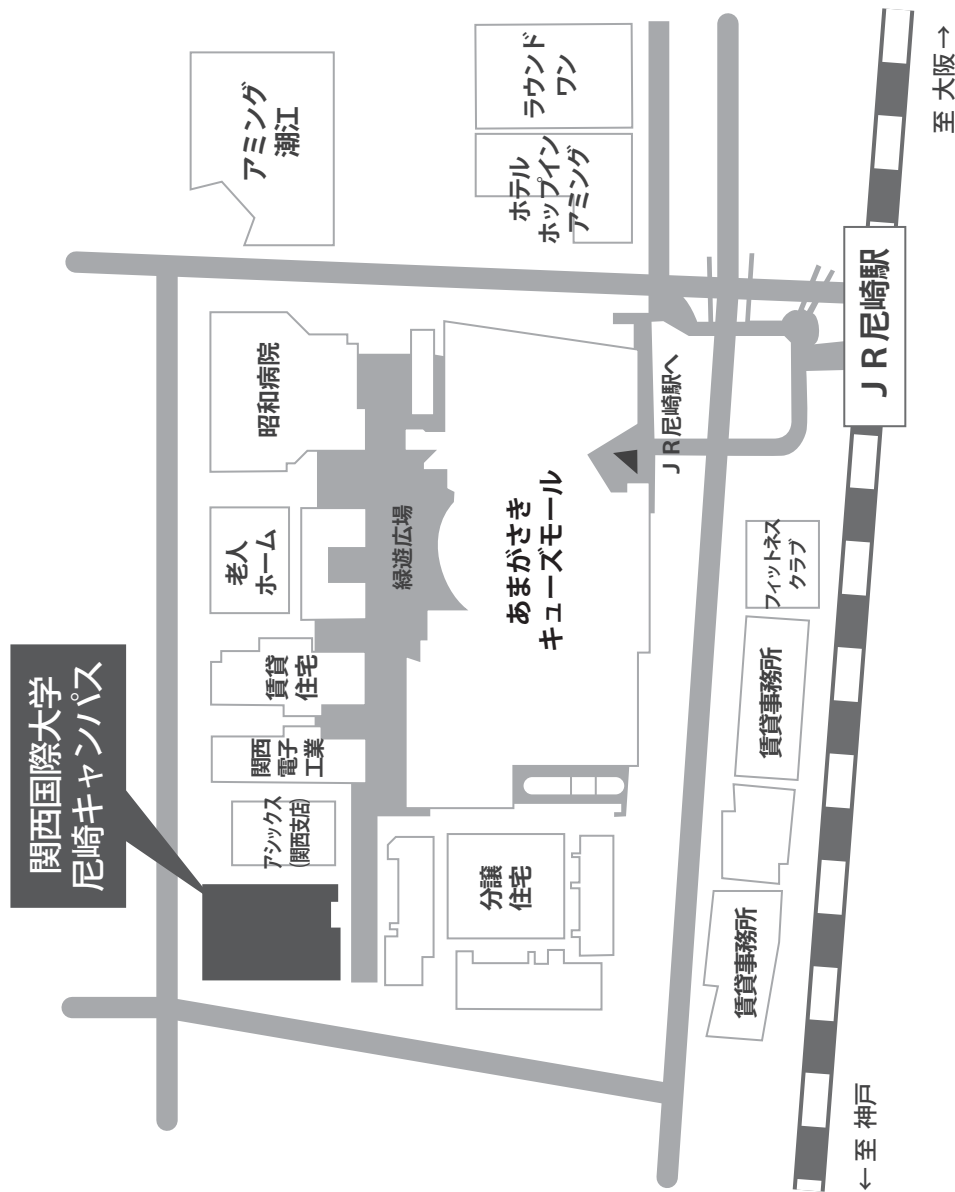 関西国際大学
尼崎キャンパス
アシックス
(関西支店)
関西
電子
工業
賃貸
住宅
老人
ホーム
昭和病院
アミング
潮江
緑遊広場
分譲
住宅
あまがさき
キューズモール
ホテル
ホップイン
アミング
ラウンド
ワン
ＪＲ尼崎駅へ
賃貸事務所
賃貸事務所
フィットネス
クラブ
ＪＲ尼崎駅
← 至 神戸
至 大阪 →